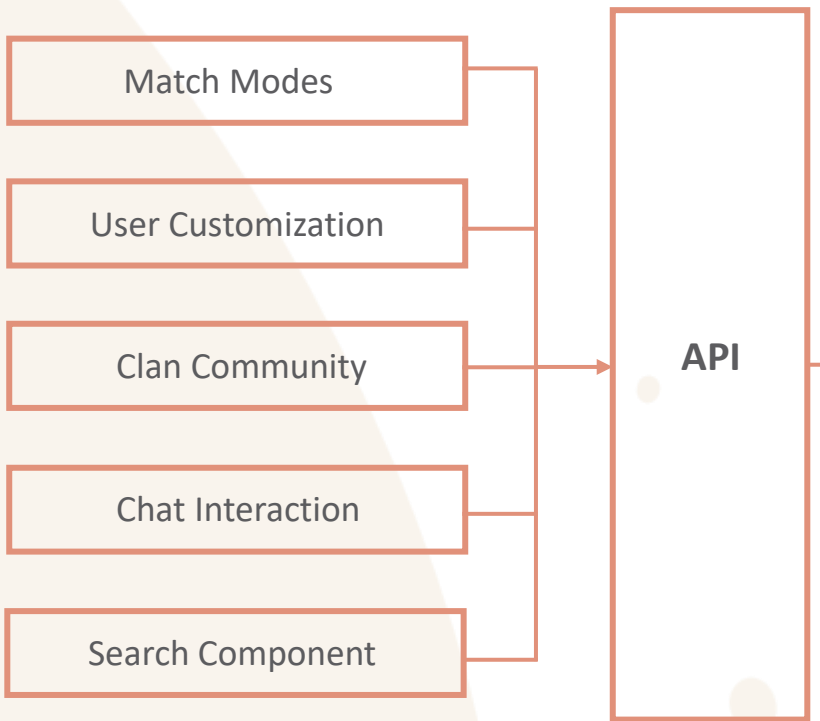 Match Modes
User Customization
Clan Community
Chat Interaction
Search Component
API